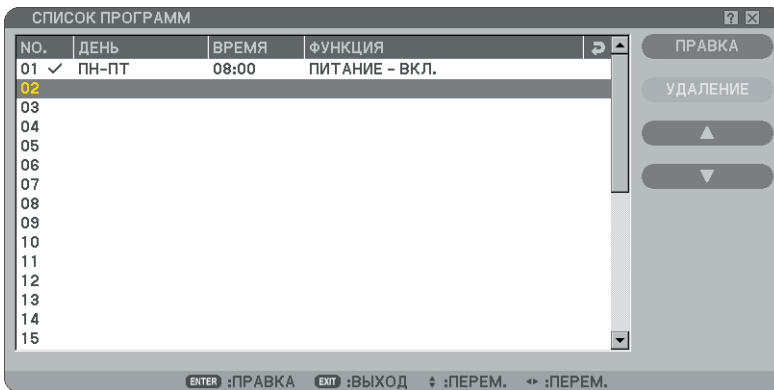 СПИСОК ПРОГРАММ
NO. ДЕНЬ ВРЕМЯ ФУНКЦИЯ
01 ✓ ПН-ПТ 08:00 ПИТАНИЕ - ВКЛ.
02
03
04
05
06
07
08
09
10
11
12
13
14
15
ПРАВКА
УДАЛЕНИЕ
ENTER :ПРАВКА EXIT :ВЫХОД :ПЕРЕМ. :ПЕРЕМ.